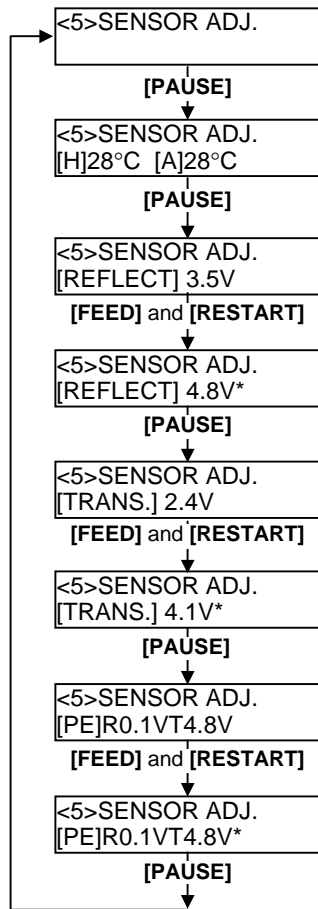 <5>SENSOR ADJ.
[PAUSE]
<5>SENSOR ADJ.
[H]28°C [A]28°C
[PAUSE]
<5>SENSOR ADJ.
[REFLECT] 3.5V
[FEED] and [RESTART]
<5>SENSOR ADJ.
[REFLECT] 4.8V*
[PAUSE]
<5>SENSOR ADJ.
[TRANS.] 2.4V
[FEED] and [RESTART]
<5>SENSOR ADJ.
[TRANS.] 4.1V*
[PAUSE]
<5>SENSOR ADJ.
[PE]R0.1VT4.8V
[FEED] and [RESTART]
<5>SENSOR ADJ.
[PE]R0.1VT4.8V*
[PAUSE]